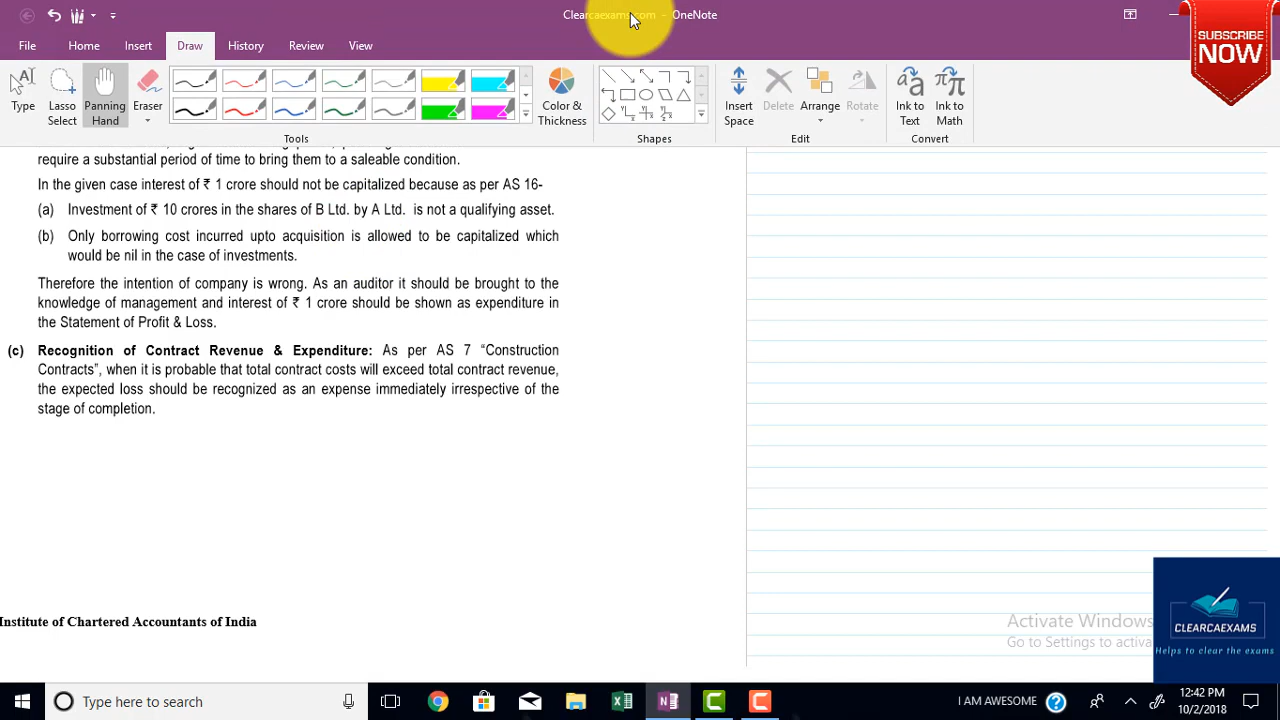 Clearcaexams.com - OneNote
SUBSCRIBE
NOW
File Home Insert Draw History Review View
Type
Lasso
Select
Panning
Hand
Eraser
Color &
Thickness
Insert
Space
Delete
Arrange
Rotate
Ink to
Text
Ink to
Math
Tools
Shapes
Edit
Convert
require a substantial period of time to bring them to a saleable condition.
In the given case interest of ₹ 1 crore should not be capitalized because as per AS 16-
(a) Investment of ₹ 10 crores in the shares of B Ltd. by A Ltd. is not a qualifying asset.
(b) Only borrowing cost incurred upto acquisition is allowed to be capitalized which
would be nil in the case of investments.
Therefore the intention of company is wrong. As an auditor it should be brought to the
knowledge of management and interest of ₹ 1 crore should be shown as expenditure in
the Statement of Profit & Loss.
(c) Recognition of Contract Revenue & Expenditure: As per AS 7 “Construction
Contracts”, when it is probable that total contract costs will exceed total contract revenue,
the expected loss should be recognized as an expense immediately irrespective of the
stage of completion.
Institute of Chartered Accountants of India
Activate Windows
Go to Settings to activa
CLEARCAEXAMS
Helps to clear the exams
Type here to search
I AM AWESOME
12:42 PM
10/2/2018